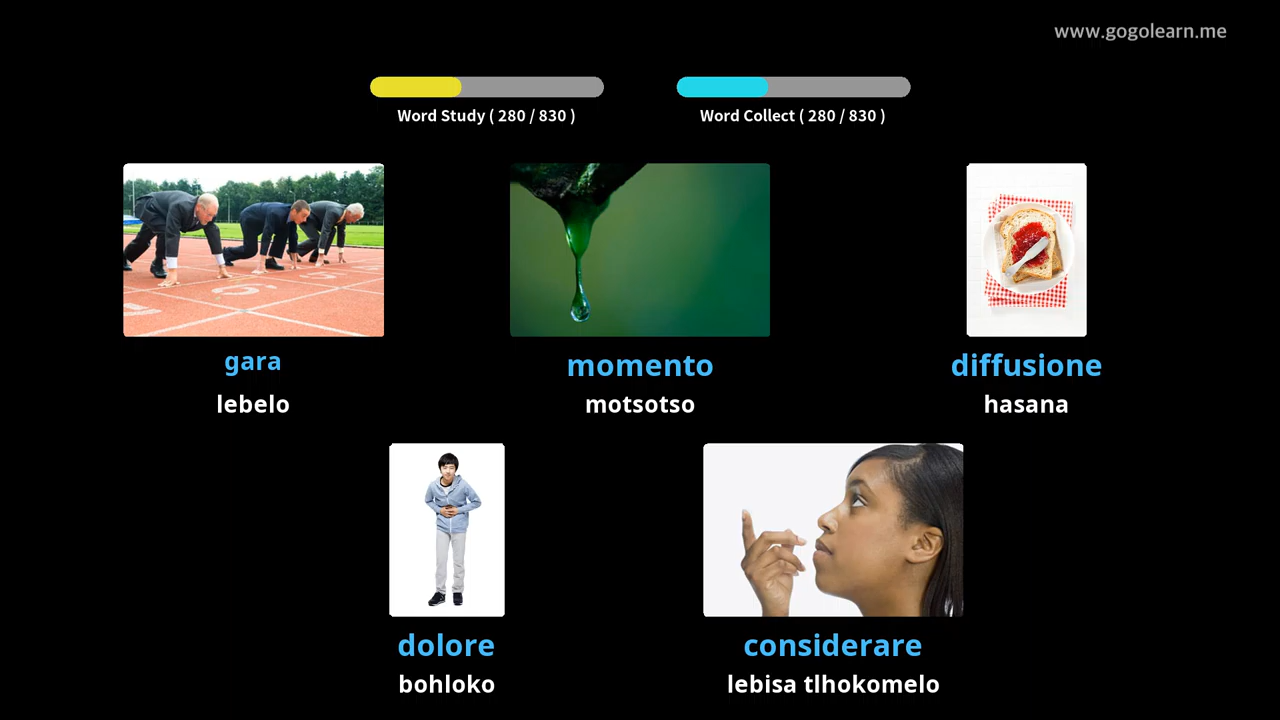 www.gogolearn.me
Word Study ( 280 / 830 )
Word Collect ( 280 / 830 )
gara
lebelo
momento
motsotso
diffusione
hasana
dolore
bohloko
considerare
lebisa tlhokomelo